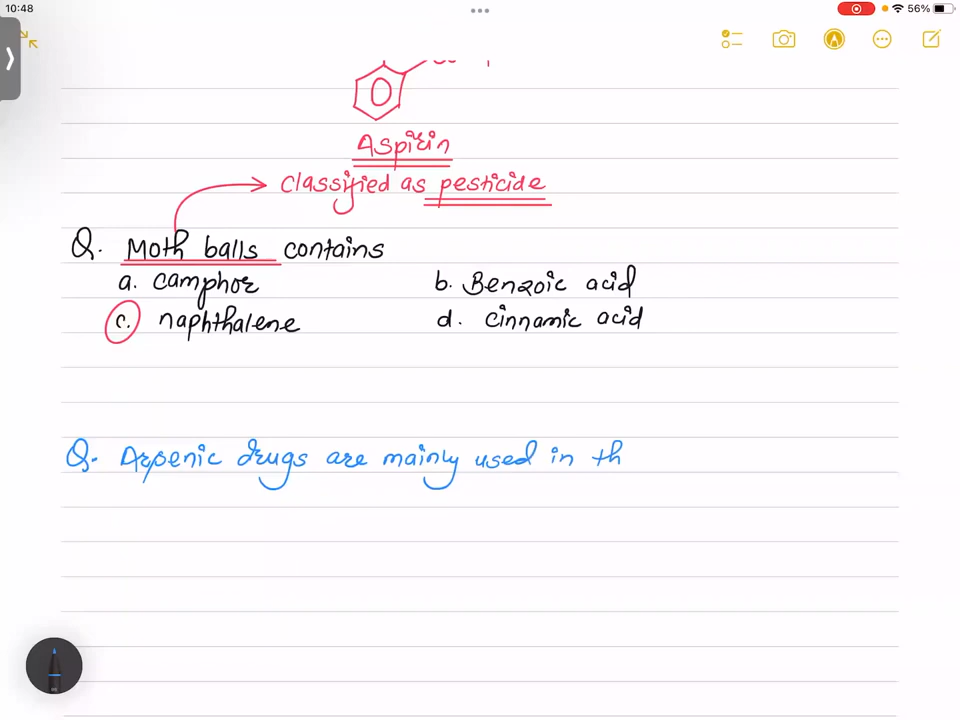 10:48
56%
Aspirin
Classified as pesticide
Q. Moth balls contains
a. camphor b. Benzoic acid
c. naphthalene d. cinnamic acid
Q. Arsenic drugs are mainly used in th